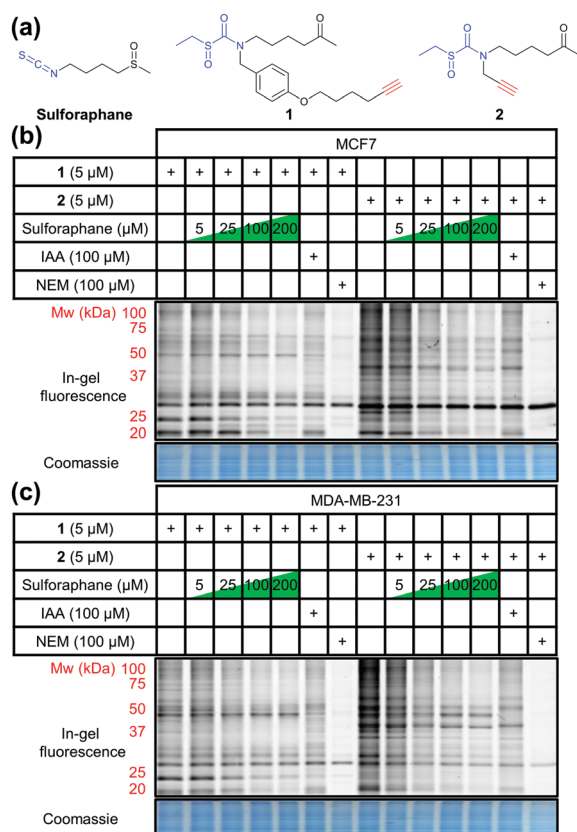 (a)
S C N S O
Sulforaphane
O S O N O O
1
O S O N O
2
(b)
MCF7
1 (5 μM) + + + + + + +
2 (5 μM) + + + + + + +
Sulforaphane (μM) 5 25 100 200 5 25 100 200
IAA (100 μM) + +
NEM (100 μM) + +
Mw (kDa) 100
75
50
37
In-gel
fluorescence
25
20
Coomassie
(c)
MDA-MB-231
1 (5 μM) + + + + + + +
2 (5 μM) + + + + + + +
Sulforaphane (μM) 5 25 100 200 5 25 100 200
IAA (100 μM) + +
NEM (100 μM) + +
Mw (kDa) 100
75
50
37
In-gel
fluorescence
25
20
Coomassie